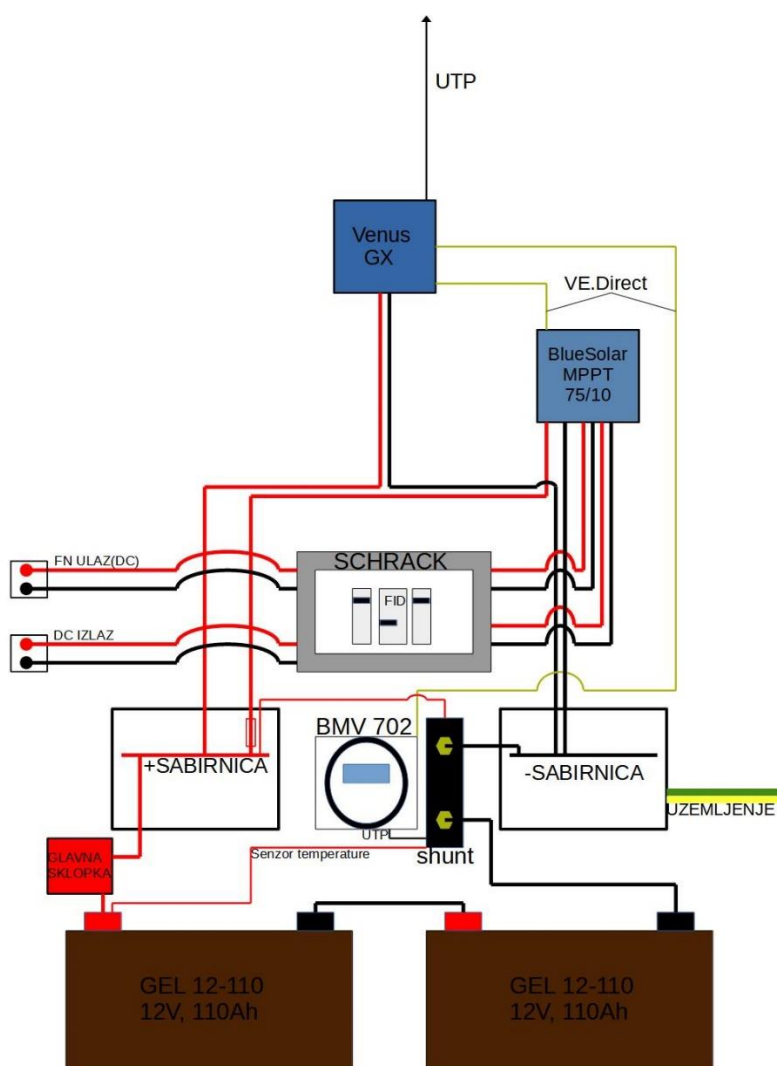 UTP
Venus
GX
VE.Direct
BlueSolar
MPPT
75/10
FN ULAZ(DC)
SCHRACK
FID
DC IZLAZ
BMV 702
+SABIRNICA
-SABIRNICA
UZEMLJENJE
UTP
GLAVNA
SKLOPKA
Senzor temperature
shunt
GEL 12-110
12V, 110Ah
GEL 12-110
12V, 110Ah